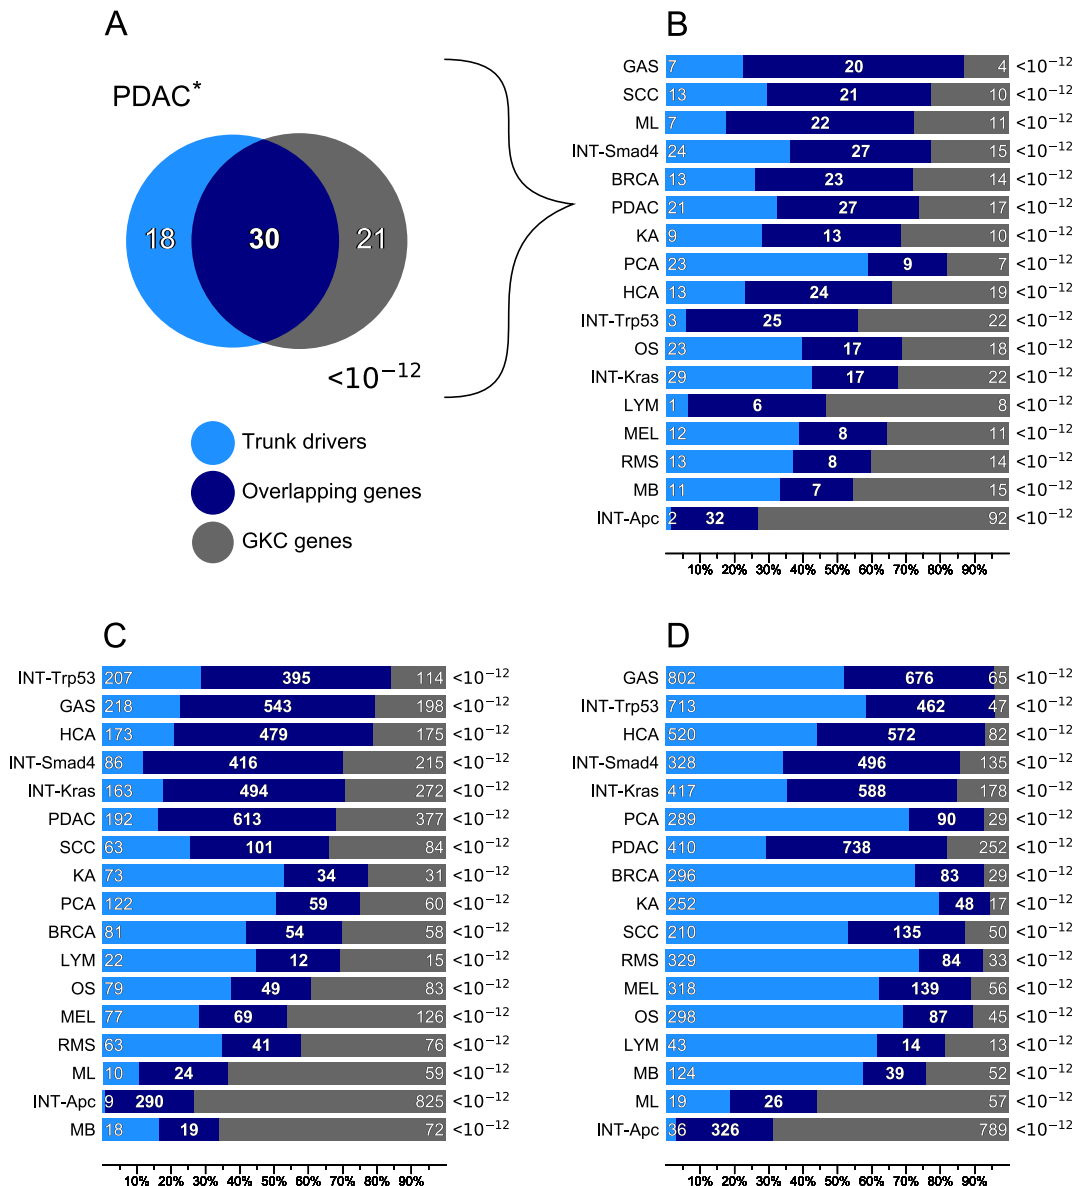 A
PDAC*
18 30 21
<10⁻¹²
Trunk drivers
Overlapping genes
GKC genes
B
GAS 7 20 4 <10⁻¹²
SCC 13 21 10 <10⁻¹²
ML 7 22 11 <10⁻¹²
INT-Smad4 24 27 15 <10⁻¹²
BRCA 13 23 14 <10⁻¹²
PDAC 21 27 17 <10⁻¹²
KA 9 13 10 <10⁻¹²
PCA 23 9 7 <10⁻¹²
HCA 13 24 19 <10⁻¹²
INT-Trp53 3 25 22 <10⁻¹²
OS 23 17 18 <10⁻¹²
INT-Kras 29 17 22 <10⁻¹²
LYM 1 6 8 <10⁻¹²
MEL 12 8 11 <10⁻¹²
RMS 13 8 14 <10⁻¹²
MB 11 7 15 <10⁻¹²
INT-Apc 2 32 92 <10⁻¹²
10% 20% 30% 40% 50% 60% 70% 80% 90%
C
INT-Trp53 207 395 114 <10⁻¹²
GAS 218 543 198 <10⁻¹²
HCA 173 479 175 <10⁻¹²
INT-Smad4 86 416 215 <10⁻¹²
INT-Kras 163 494 272 <10⁻¹²
PDAC 192 613 377 <10⁻¹²
SCC 63 101 84 <10⁻¹²
KA 73 34 31 <10⁻¹²
PCA 122 59 60 <10⁻¹²
BRCA 81 54 58 <10⁻¹²
LYM 22 12 15 <10⁻¹²
OS 79 49 83 <10⁻¹²
MEL 77 69 126 <10⁻¹²
RMS 63 41 76 <10⁻¹²
ML 10 24 59 <10⁻¹²
INT-Apc 9 290 825 <10⁻¹²
MB 18 19 72 <10⁻¹²
10% 20% 30% 40% 50% 60% 70% 80% 90%
D
GAS 802 676 65 <10⁻¹²
INT-Trp53 713 462 47 <10⁻¹²
HCA 520 572 82 <10⁻¹²
INT-Smad4 328 496 135 <10⁻¹²
INT-Kras 417 588 178 <10⁻¹²
PCA 289 90 29 <10⁻¹²
PDAC 410 738 252 <10⁻¹²
BRCA 296 83 29 <10⁻¹²
KA 252 48 17 <10⁻¹²
SCC 210 135 50 <10⁻¹²
RMS 329 84 33 <10⁻¹²
MEL 318 139 56 <10⁻¹²
OS 298 87 45 <10⁻¹²
LYM 43 14 13 <10⁻¹²
MB 124 39 52 <10⁻¹²
ML 19 26 57 <10⁻¹²
INT-Apc 36 326 789 <10⁻¹²
10% 20% 30% 40% 50% 60% 70% 80% 90%